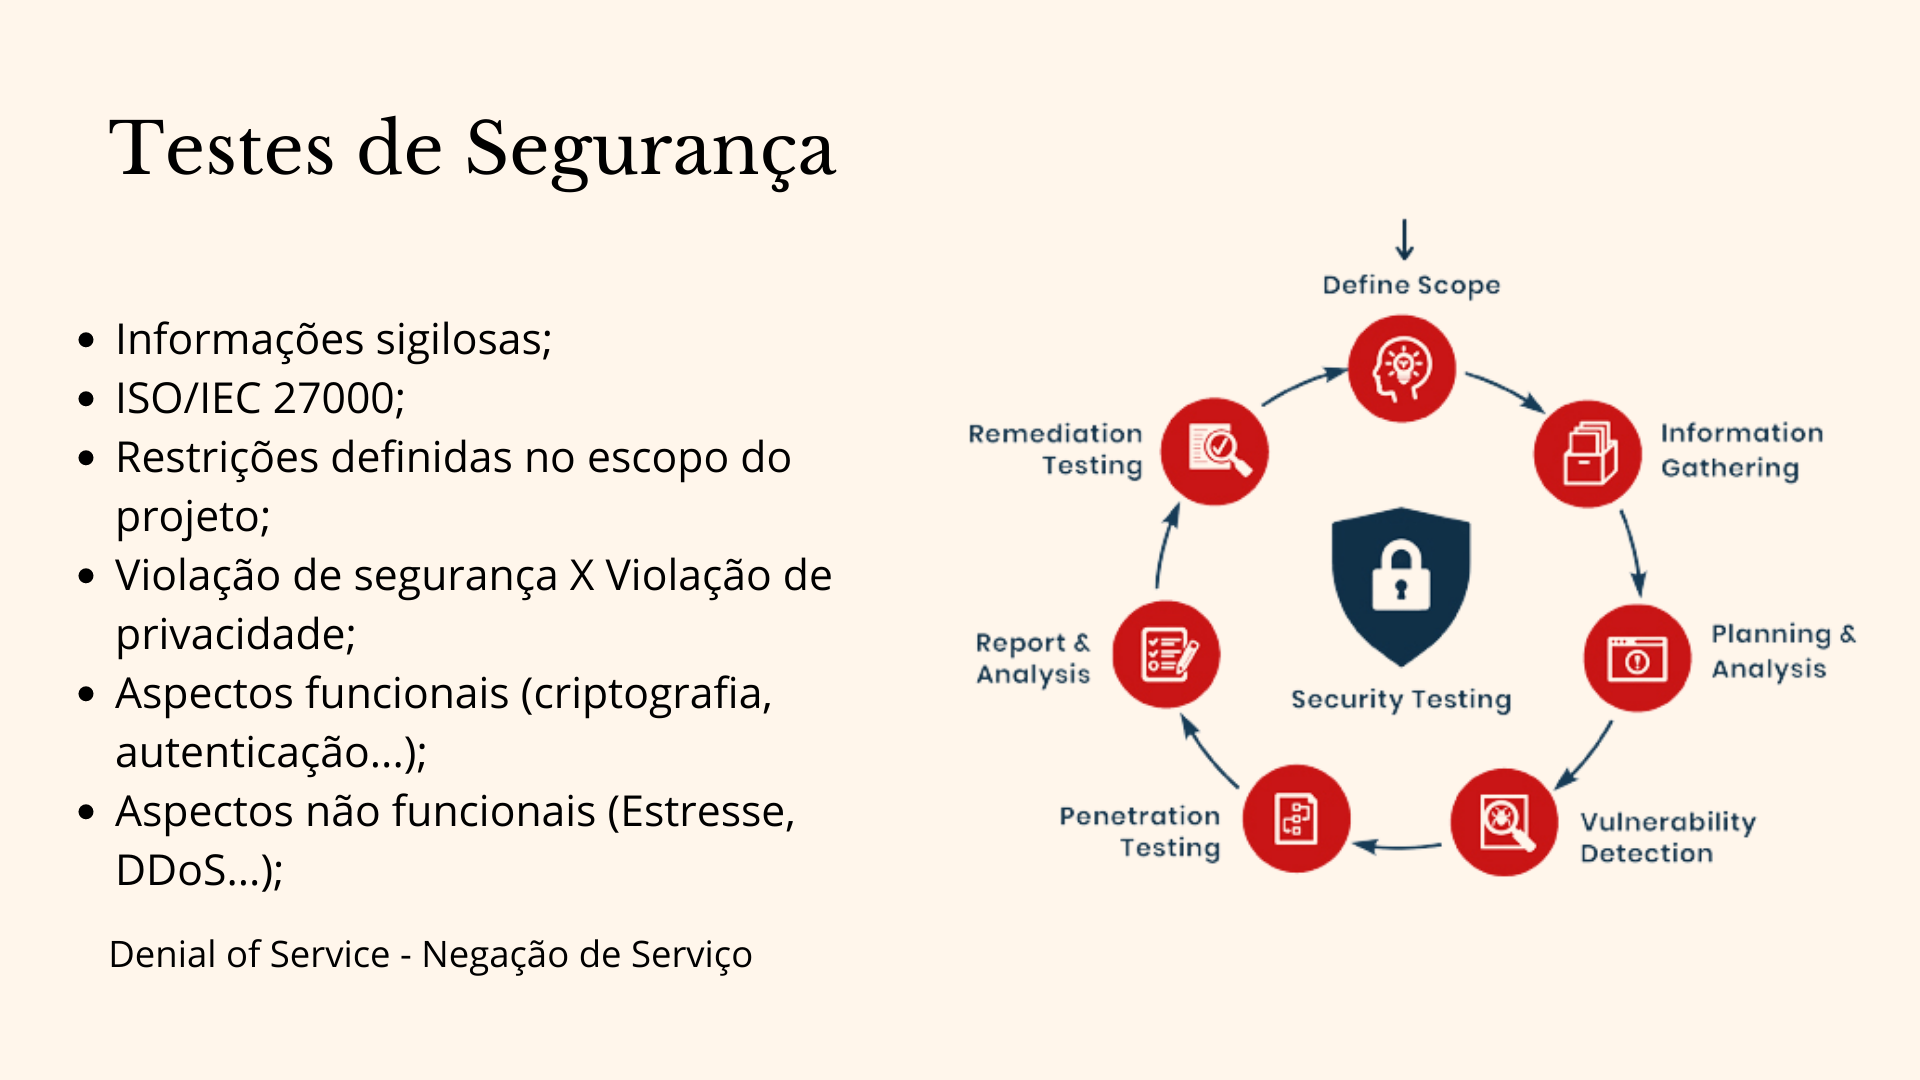 Testes de Segurança
Informações sigilosas;
ISO/IEC 27000;
Restrições definidas no escopo do
projeto;
Violação de segurança X Violação de
privacidade;
Aspectos funcionais (criptografia,
autenticação...);
Aspectos não funcionais (Estresse,
DDoS...);
Denial of Service - Negação de Serviço
Define Scope
Information
Gathering
Planning &
Analysis
Vulnerability
Detection
Penetration
Testing
Report &
Analysis
Remediation
Testing
Security Testing